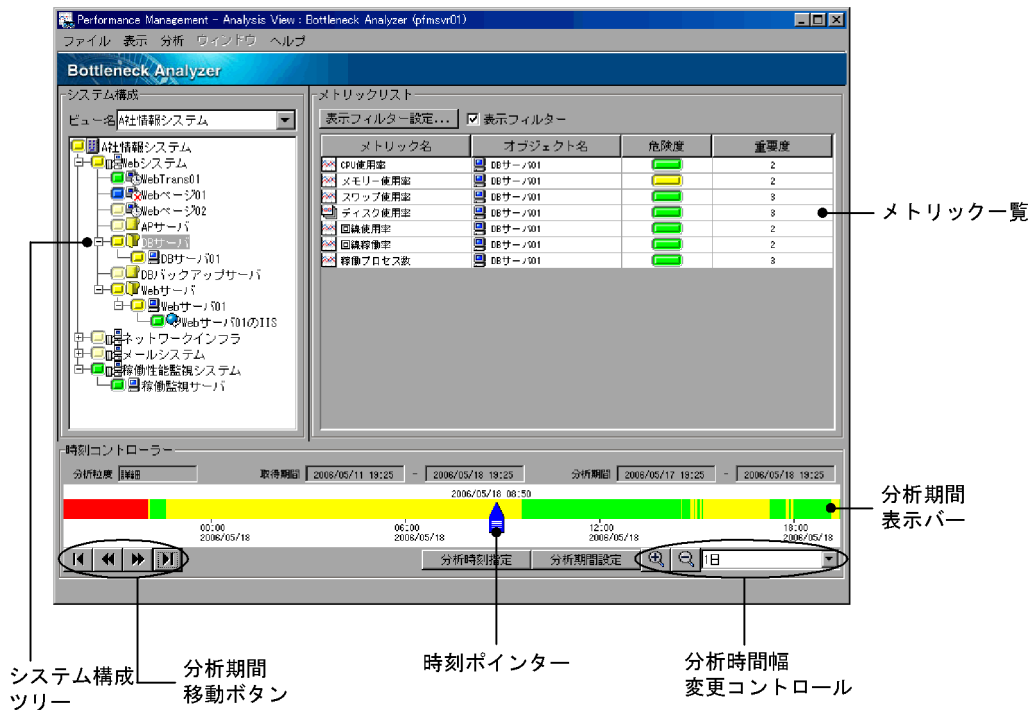 Performance Management - Analysis View : Bottleneck Analyzer (pfmsvr01)
ファイル 表示 分析 ウィンドウ ヘルプ
Bottleneck Analyzer
システム構成
ビュー名 A社情報システム
A社情報システム
Webシステム
WebTrans01
Webページ01
Webページ02
APサーバ
DBサーバ
DBサーバ01
DBバックアップサーバ
Webサーバ
Webサーバ01
Webサーバ01のIIS
ネットワークインフラ
メールシステム
稼働性能監視システム
稼働監視サーバ
メトリックリスト
表示フィルター設定... 表示フィルター
メトリック名 オブジェクト名 危険度 重要度
CPU使用率 DBサーバ01 2
メモリー使用率 DBサーバ01 2
スワップ使用率 DBサーバ01 3
ディスク使用率 DBサーバ01 3
回線使用率 DBサーバ01 2
回線稼働率 DBサーバ01 2
稼働プロセス数 DBサーバ01 3
メトリック一覧
時刻コントローラー
分析粒度 詳細 取得期間 2006/05/11 19:25 - 2006/05/18 19:25 分析期間 2006/05/17 19:25 - 2006/05/18 19:25
2006/05/18 08:50
00:00 06:00 12:00 18:00
2006/05/18 2006/05/18 2006/05/18 2006/05/18
分析時刻指定 分析期間設定 1日
分析期間
表示バー
システム構成
ツリー
分析期間
移動ボタン
時刻ポインター
分析時間幅
変更コントロール